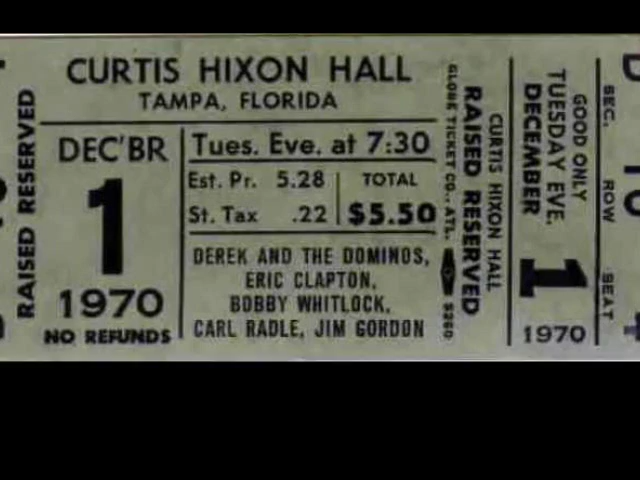 RAISED RESERVED
CURTIS HIXON HALL
TAMPA, FLORIDA
DEC'BR
1
1970
NO REFUNDS
Tues. Eve. at 7:30
Est. Pr. 5.28
St. Tax .22
TOTAL
$5.50
DEREK AND THE DOMINOS,
ERIC CLAPTON,
BOBBY WHITLOCK,
CARL RADLE, JIM GORDON
CURTIS HIXON HALL
RAISED RESERVED
GLOBE TICKET CO., ATL.
GOOD ONLY
TUESDAY EVE.
DECEMBER
1
1970
SEC. ROW SEAT